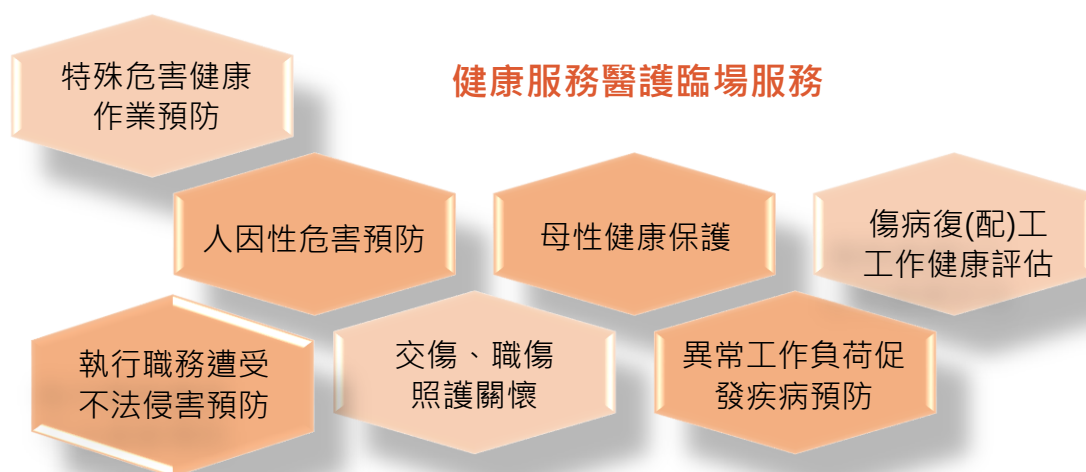 健康服務醫護臨場服務
特殊危害健康
作業預防
人因性危害預防
母性健康保護
傷病復(配)工
工作健康評估
執行職務遭受
不法侵害預防
交傷、職傷
照護關懷
異常工作負荷促
發疾病預防